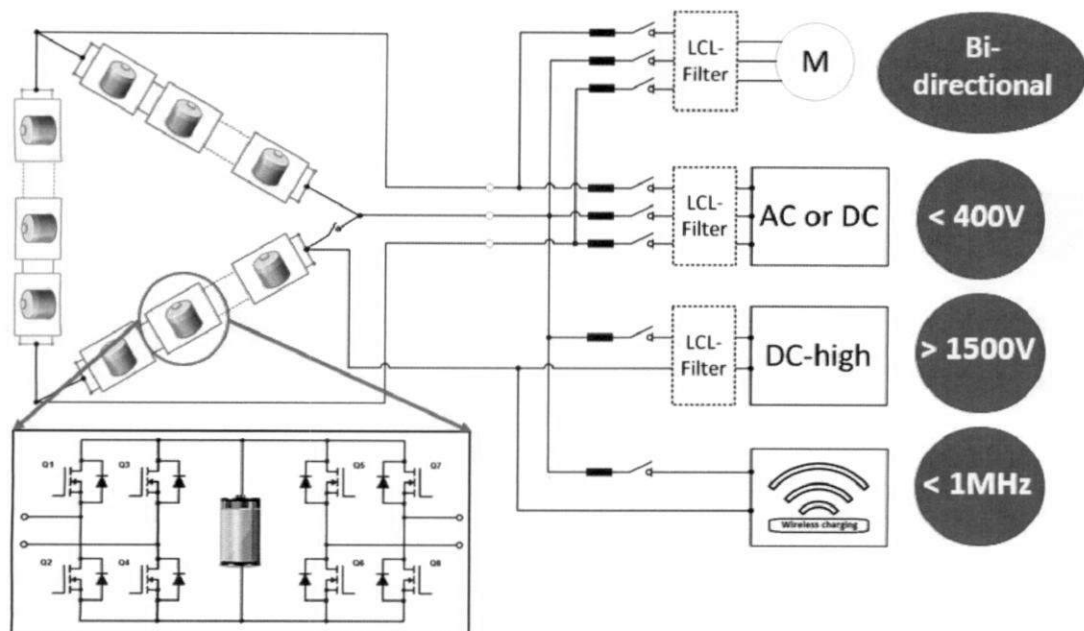 LCL-
Filter
M
Bi-
directional
LCL-
Filter
AC or DC
< 400V
LCL-
Filter
DC-high
> 1500V
Wireless charging
< 1MHz
Q1
Q3
Q5
Q7
Q2
Q4
Q6
Q8